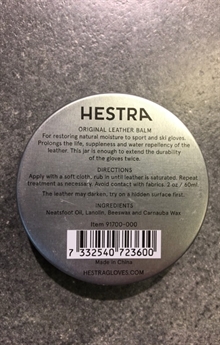 HESTRA
ORIGINAL LEATHER BALM
For restoring natural moisture to sport and ski gloves.
Prolongs the life, suppleness and water repellency of the
leather. This jar is enough to extend the durability
of the gloves twice.
DIRECTIONS
Apply with a soft cloth, rub in until leather is saturated. Repeat
treatment as necessary. Avoid contact with fabrics. 2 oz / 60ml.
The leather may darken, try on a hidden surface first.
INGREDIENTS
Neatsfoot Oil, Lanolin, Beeswax and Carnauba Wax
Item 91700-000
7 332540 723600
Made in China
HESTRAGLOVES.COM